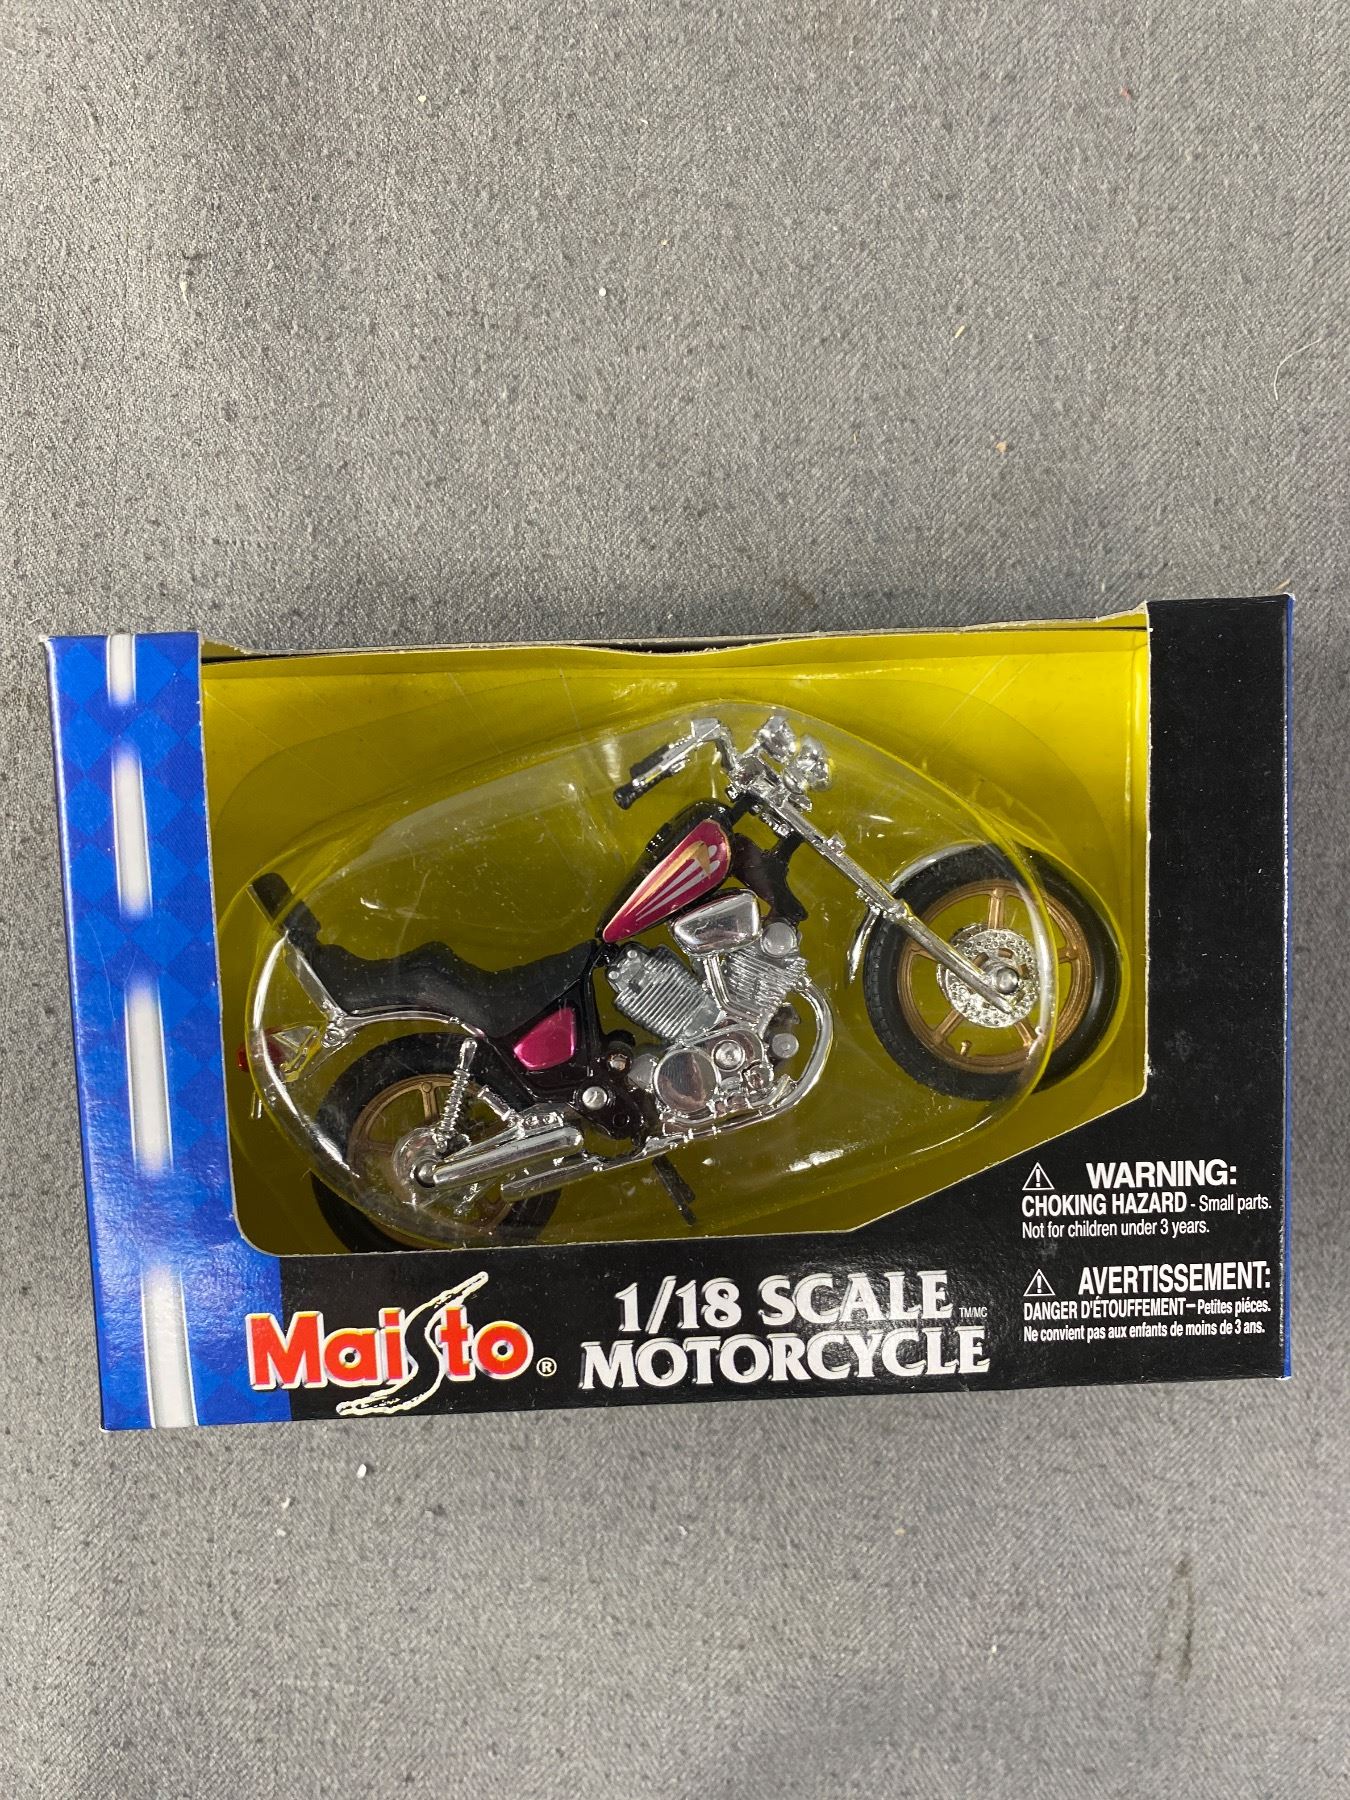 WARNING:
CHOKING HAZARD - Small parts.
Not for children under 3 years.
AVERTISSEMENT:
DANGER D'ÉTOUFFEMENT–Petites piéces.
Ne convient pas aux enfants de moins de 3 ans.
Maisto®
1/18 SCALE TM/MC
MOTORCYCLE